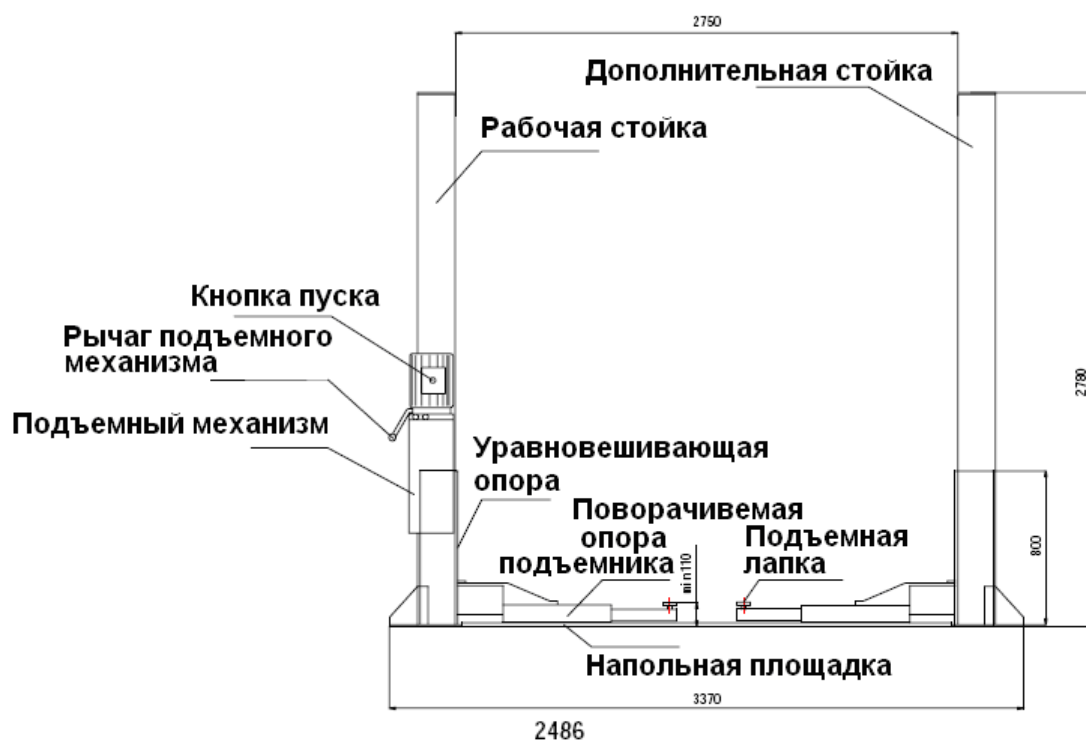 2750
Дополнительная стойка
Рабочая стойка
Кнопка пуска
Рычаг подъемного
механизма
2780
Подъемный механизм
Уравновешивающая
опора
Поворачивемая
опора
подъемника
min110
Подъемная
лапка
800
Напольная площадка
3370
2486